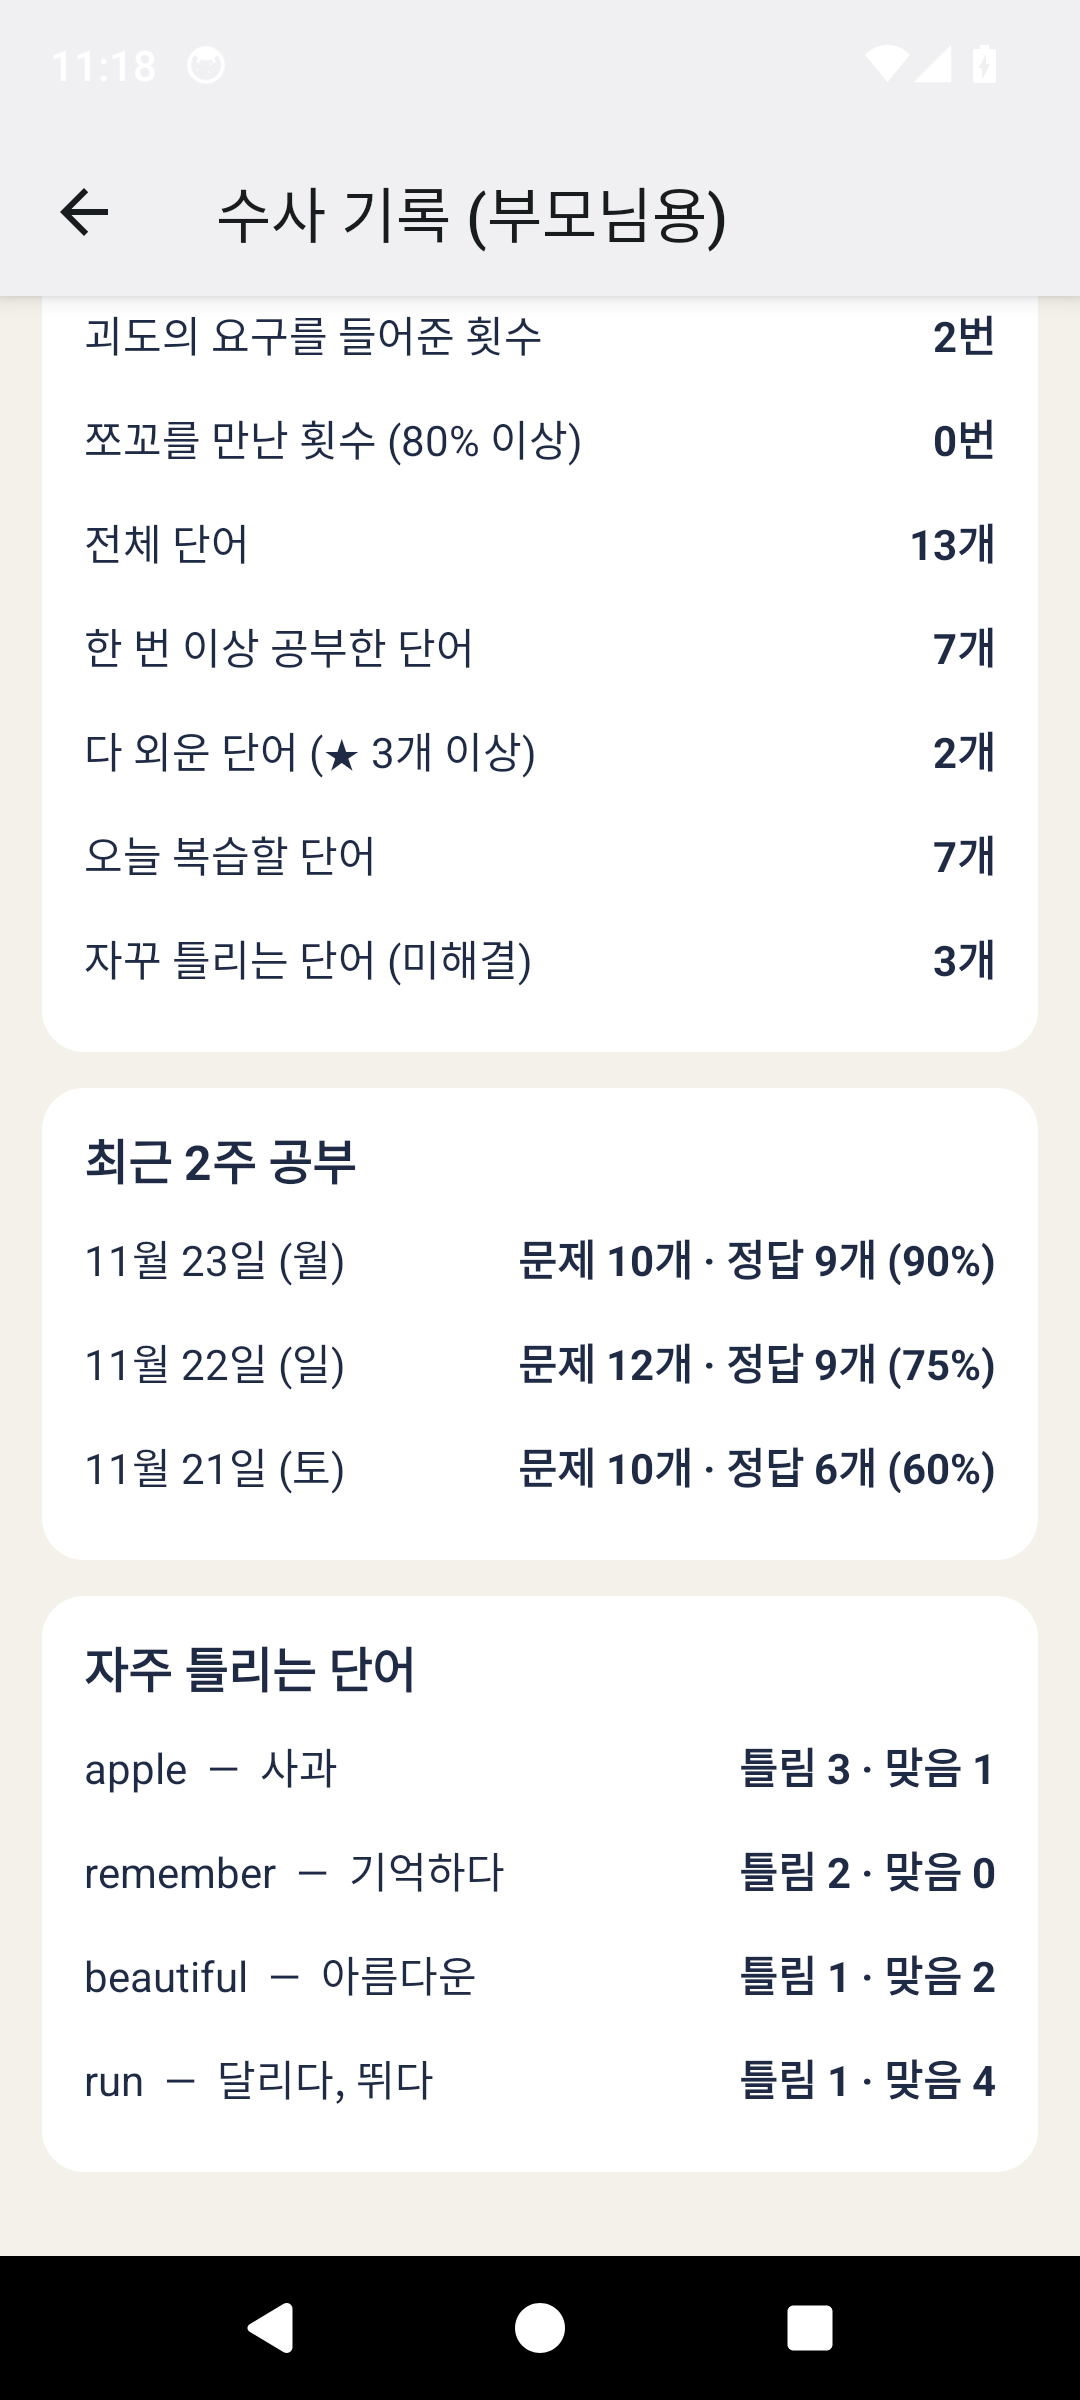 11:18
수사 기록 (부모님용)
괴도의 요구를 들어준 횟수 2번
쪼꼬를 만난 횟수 (80% 이상) 0번
전체 단어 13개
한 번 이상 공부한 단어 7개
다 외운 단어 (★ 3개 이상) 2개
오늘 복습할 단어 7개
자꾸 틀리는 단어 (미해결) 3개
최근 2주 공부
11월 23일 (월) 문제 10개 · 정답 9개 (90%)
11월 22일 (일) 문제 12개 · 정답 9개 (75%)
11월 21일 (토) 문제 10개 · 정답 6개 (60%)
자주 틀리는 단어
apple — 사과 틀림 3 · 맞음 1
remember — 기억하다 틀림 2 · 맞음 0
beautiful — 아름다운 틀림 1 · 맞음 2
run — 달리다, 뛰다 틀림 1 · 맞음 4